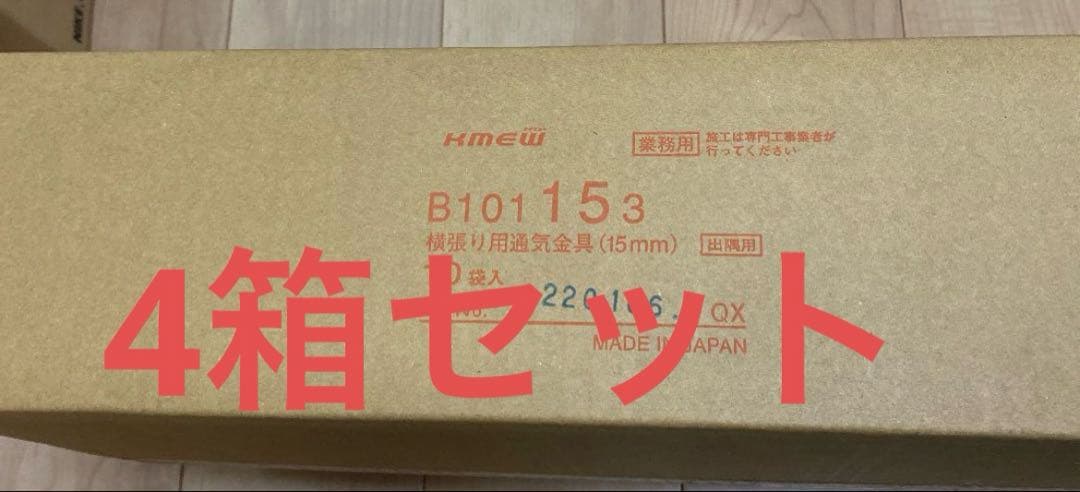 NIKE
KMEW
業務用 施工は専門工事業者が
行ってください
B101153
横張り用通気金具(15mm) 出隅用
袋入
No. QX
MADE IN JAPAN
4箱セット